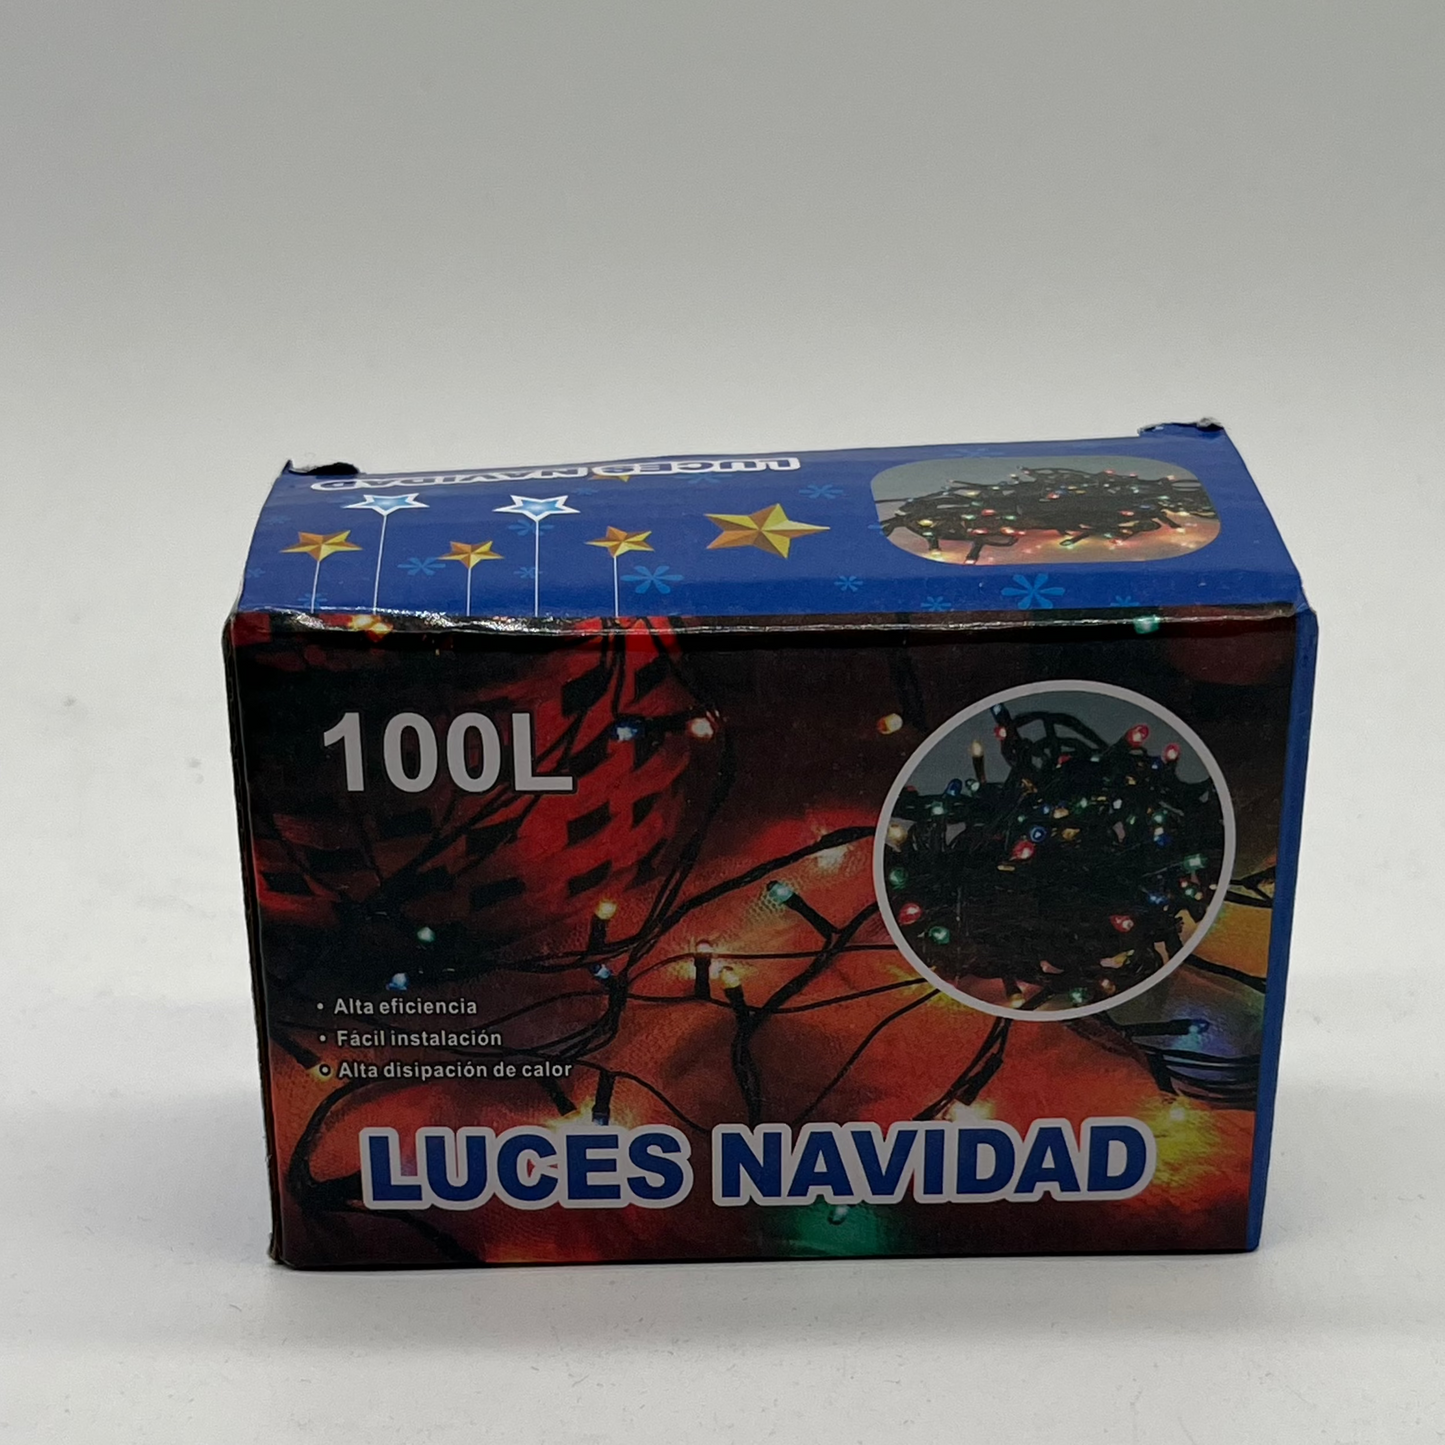 LUCES NAVIDAD
100L
• Alta eficiencia
• Fácil instalación
• Alta disipación de calor
LUCES NAVIDAD